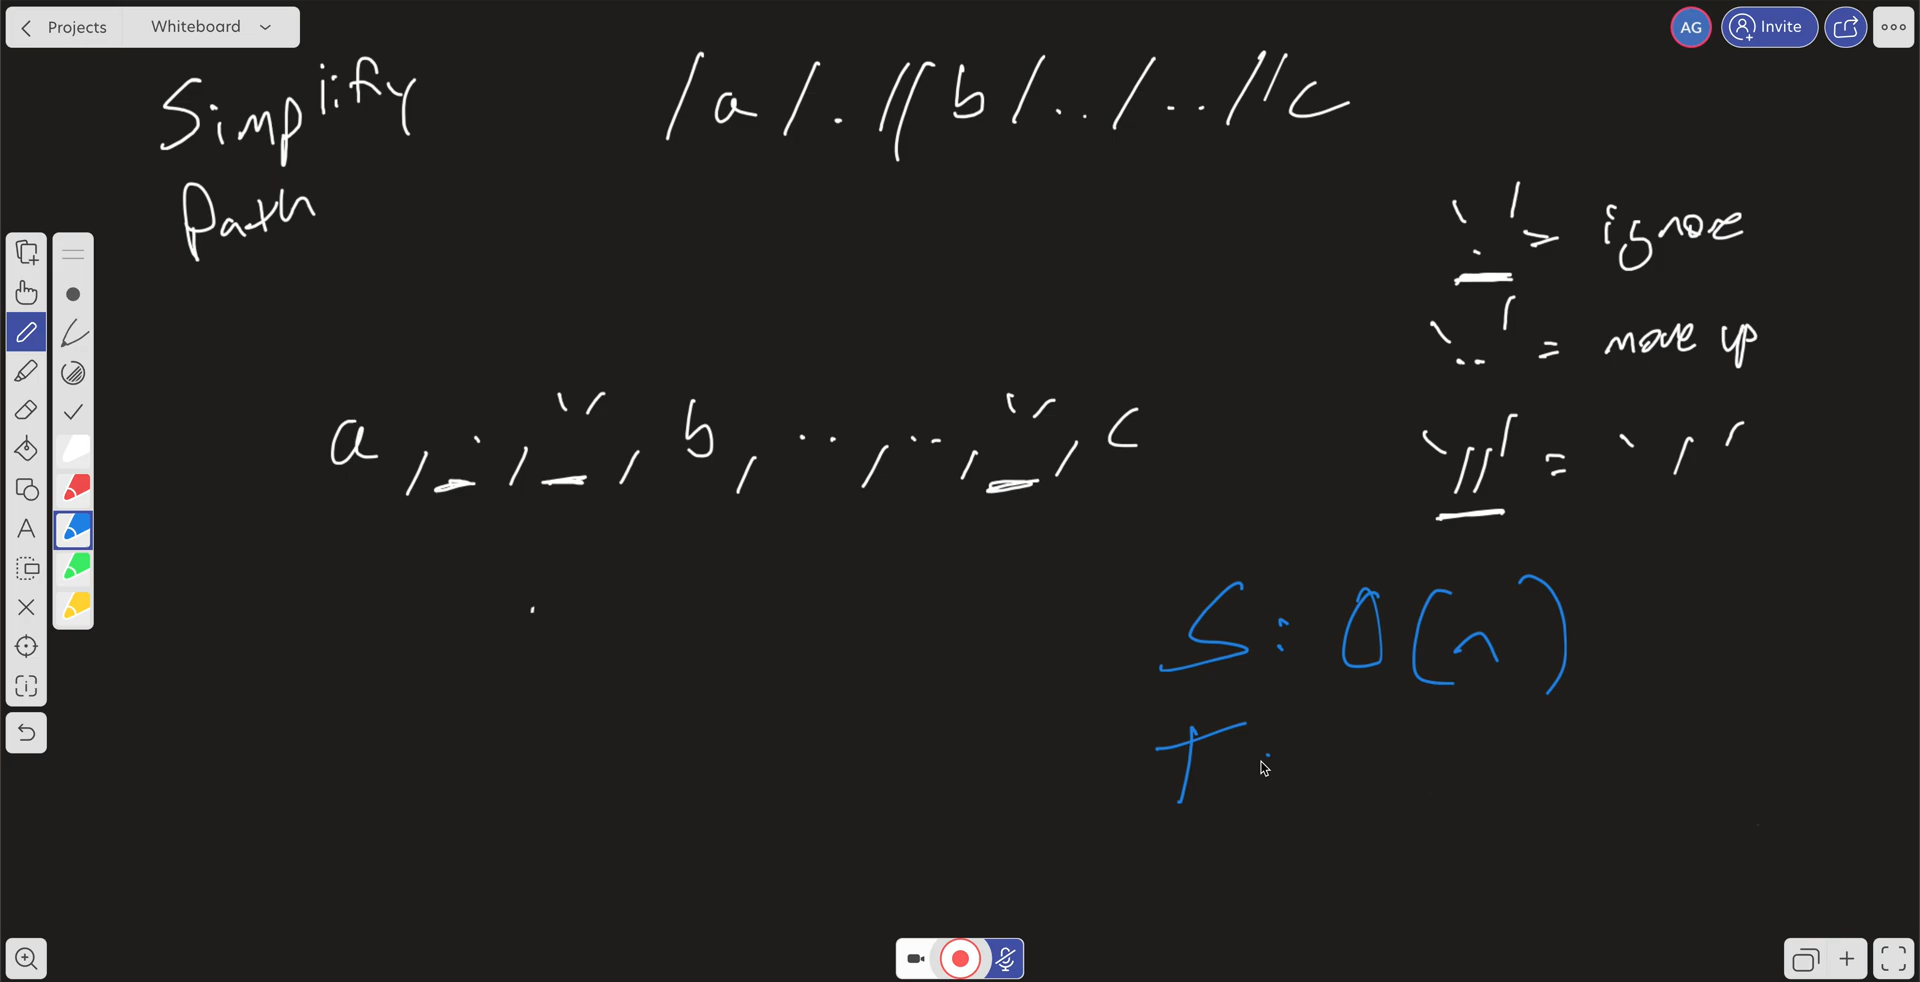 Projects Whiteboard AG Invite
Simplify
Path
/a/.//b/../..//c
'.' = ignore
'..' = move up
'//' = '/'
a , . , '' , b , .. , .. , '' , c
S: O(n)
T:
A